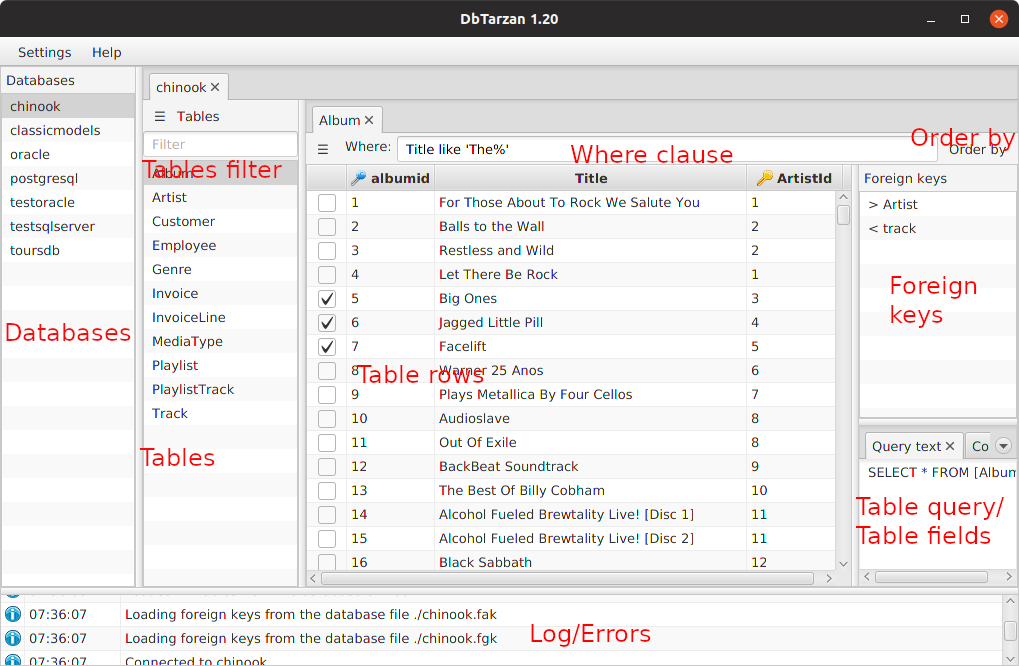 DbTarzan 1.20
Settings Help
Databases
chinook
classicmodels
oracle
postgresql
testoracle
testsqlserver
toursdb
Databases
chinook
Tables
Filter
Tables filter
Album
Artist
Customer
Employee
Genre
Invoice
InvoiceLine
MediaType
Playlist
PlaylistTrack
Track
Tables
Album
Where: Title like 'The%' Order by
Where clause
Order by
albumid Title ArtistId
1 For Those About To Rock We Salute You 1
2 Balls to the Wall 2
3 Restless and Wild 2
4 Let There Be Rock 1
5 Big Ones 3
6 Jagged Little Pill 4
7 Facelift 5
8 Warner 25 Anos 6
Table rows
9 Plays Metallica By Four Cellos 7
10 Audioslave 8
11 Out Of Exile 8
12 BackBeat Soundtrack 9
13 The Best Of Billy Cobham 10
14 Alcohol Fueled Brewtality Live! [Disc 1] 11
15 Alcohol Fueled Brewtality Live! [Disc 2] 11
16 Black Sabbath 12
Foreign keys
> Artist
< track
Foreign
keys
Query text Co
SELECT * FROM [Album
Table query/
Table fields
07:36:07 Loading foreign keys from the database file ./chinook.fak
07:36:07 Loading foreign keys from the database file ./chinook.fgk
07:36:07 Connected to chinook
Log/Errors